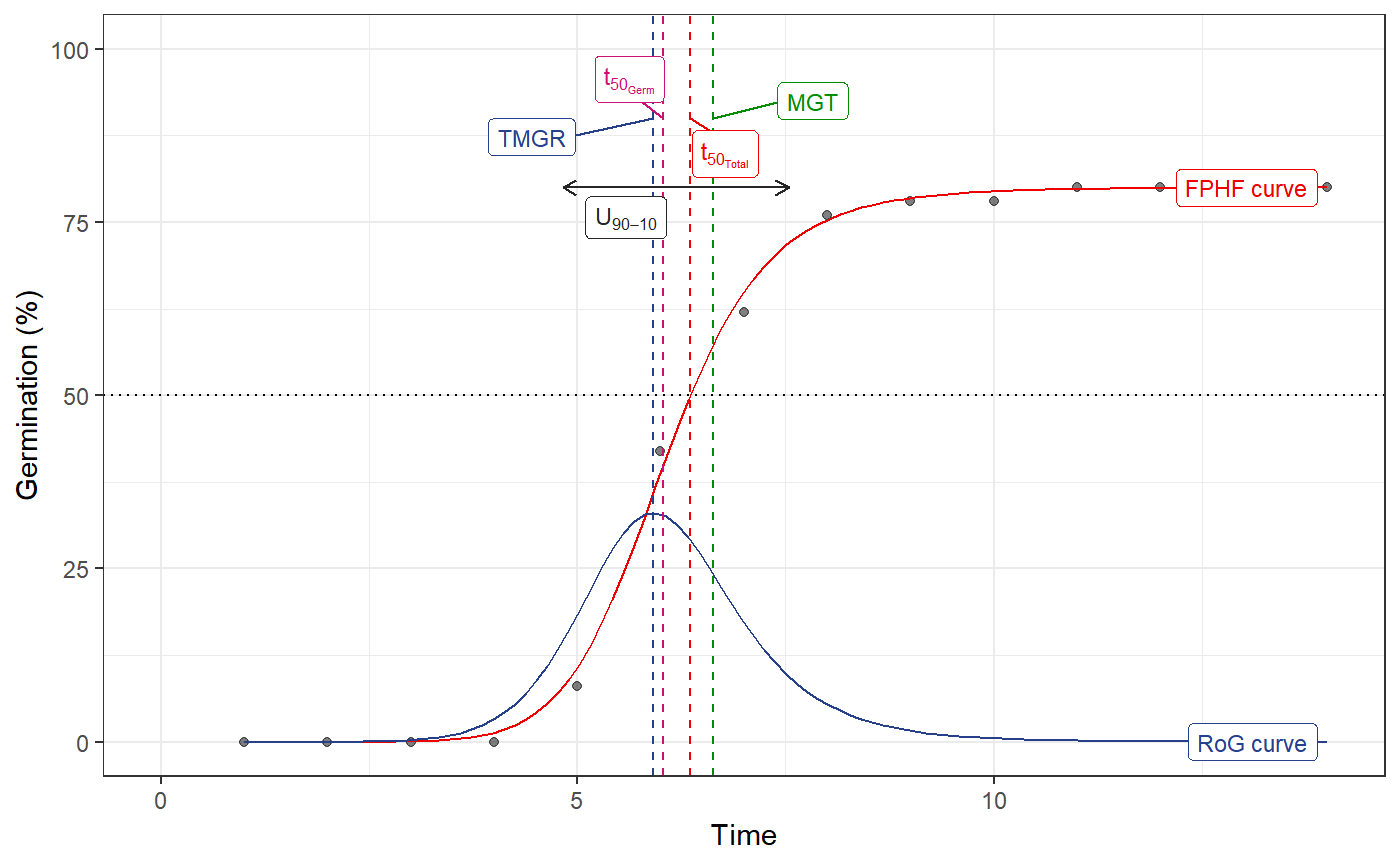 100
t50Germ
MGT
TMGR
t50Total
FPHF curve
U90–10
75
Germination (%)
50
25
RoG curve
0
0 5 10
Time